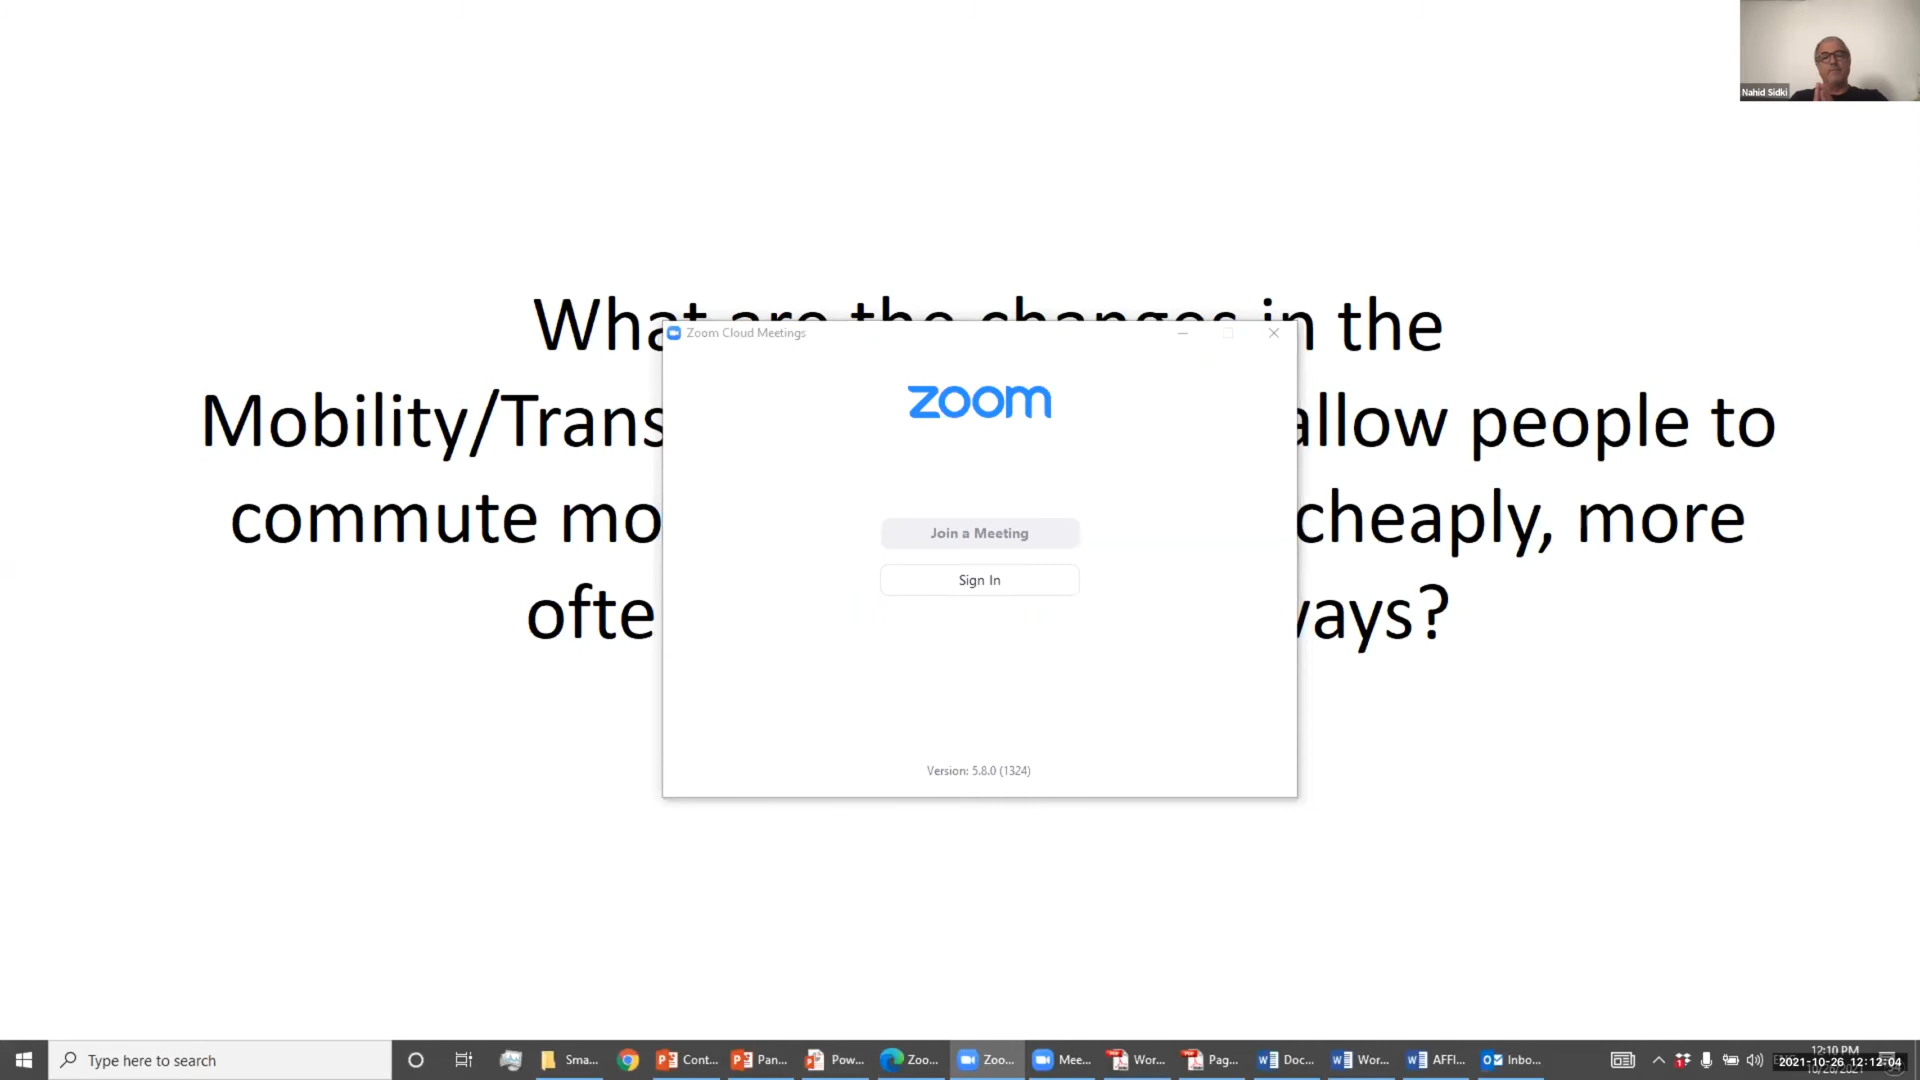 Nahid Sidki
What are the changes in the
Mobility/Trans allow people to
commute mo cheaply, more
ofte ways?
Zoom Cloud Meetings
zoom
Join a Meeting
Sign In
Version: 5.8.0 (1324)
Type here to search
Sma...
Cont...
Pan...
Pow...
Zoo...
Zoo...
Mee...
Wor...
Pag...
Doc...
Wor...
AFFI...
Inbo...
12:10 PM
2021-10-26 12:12:04